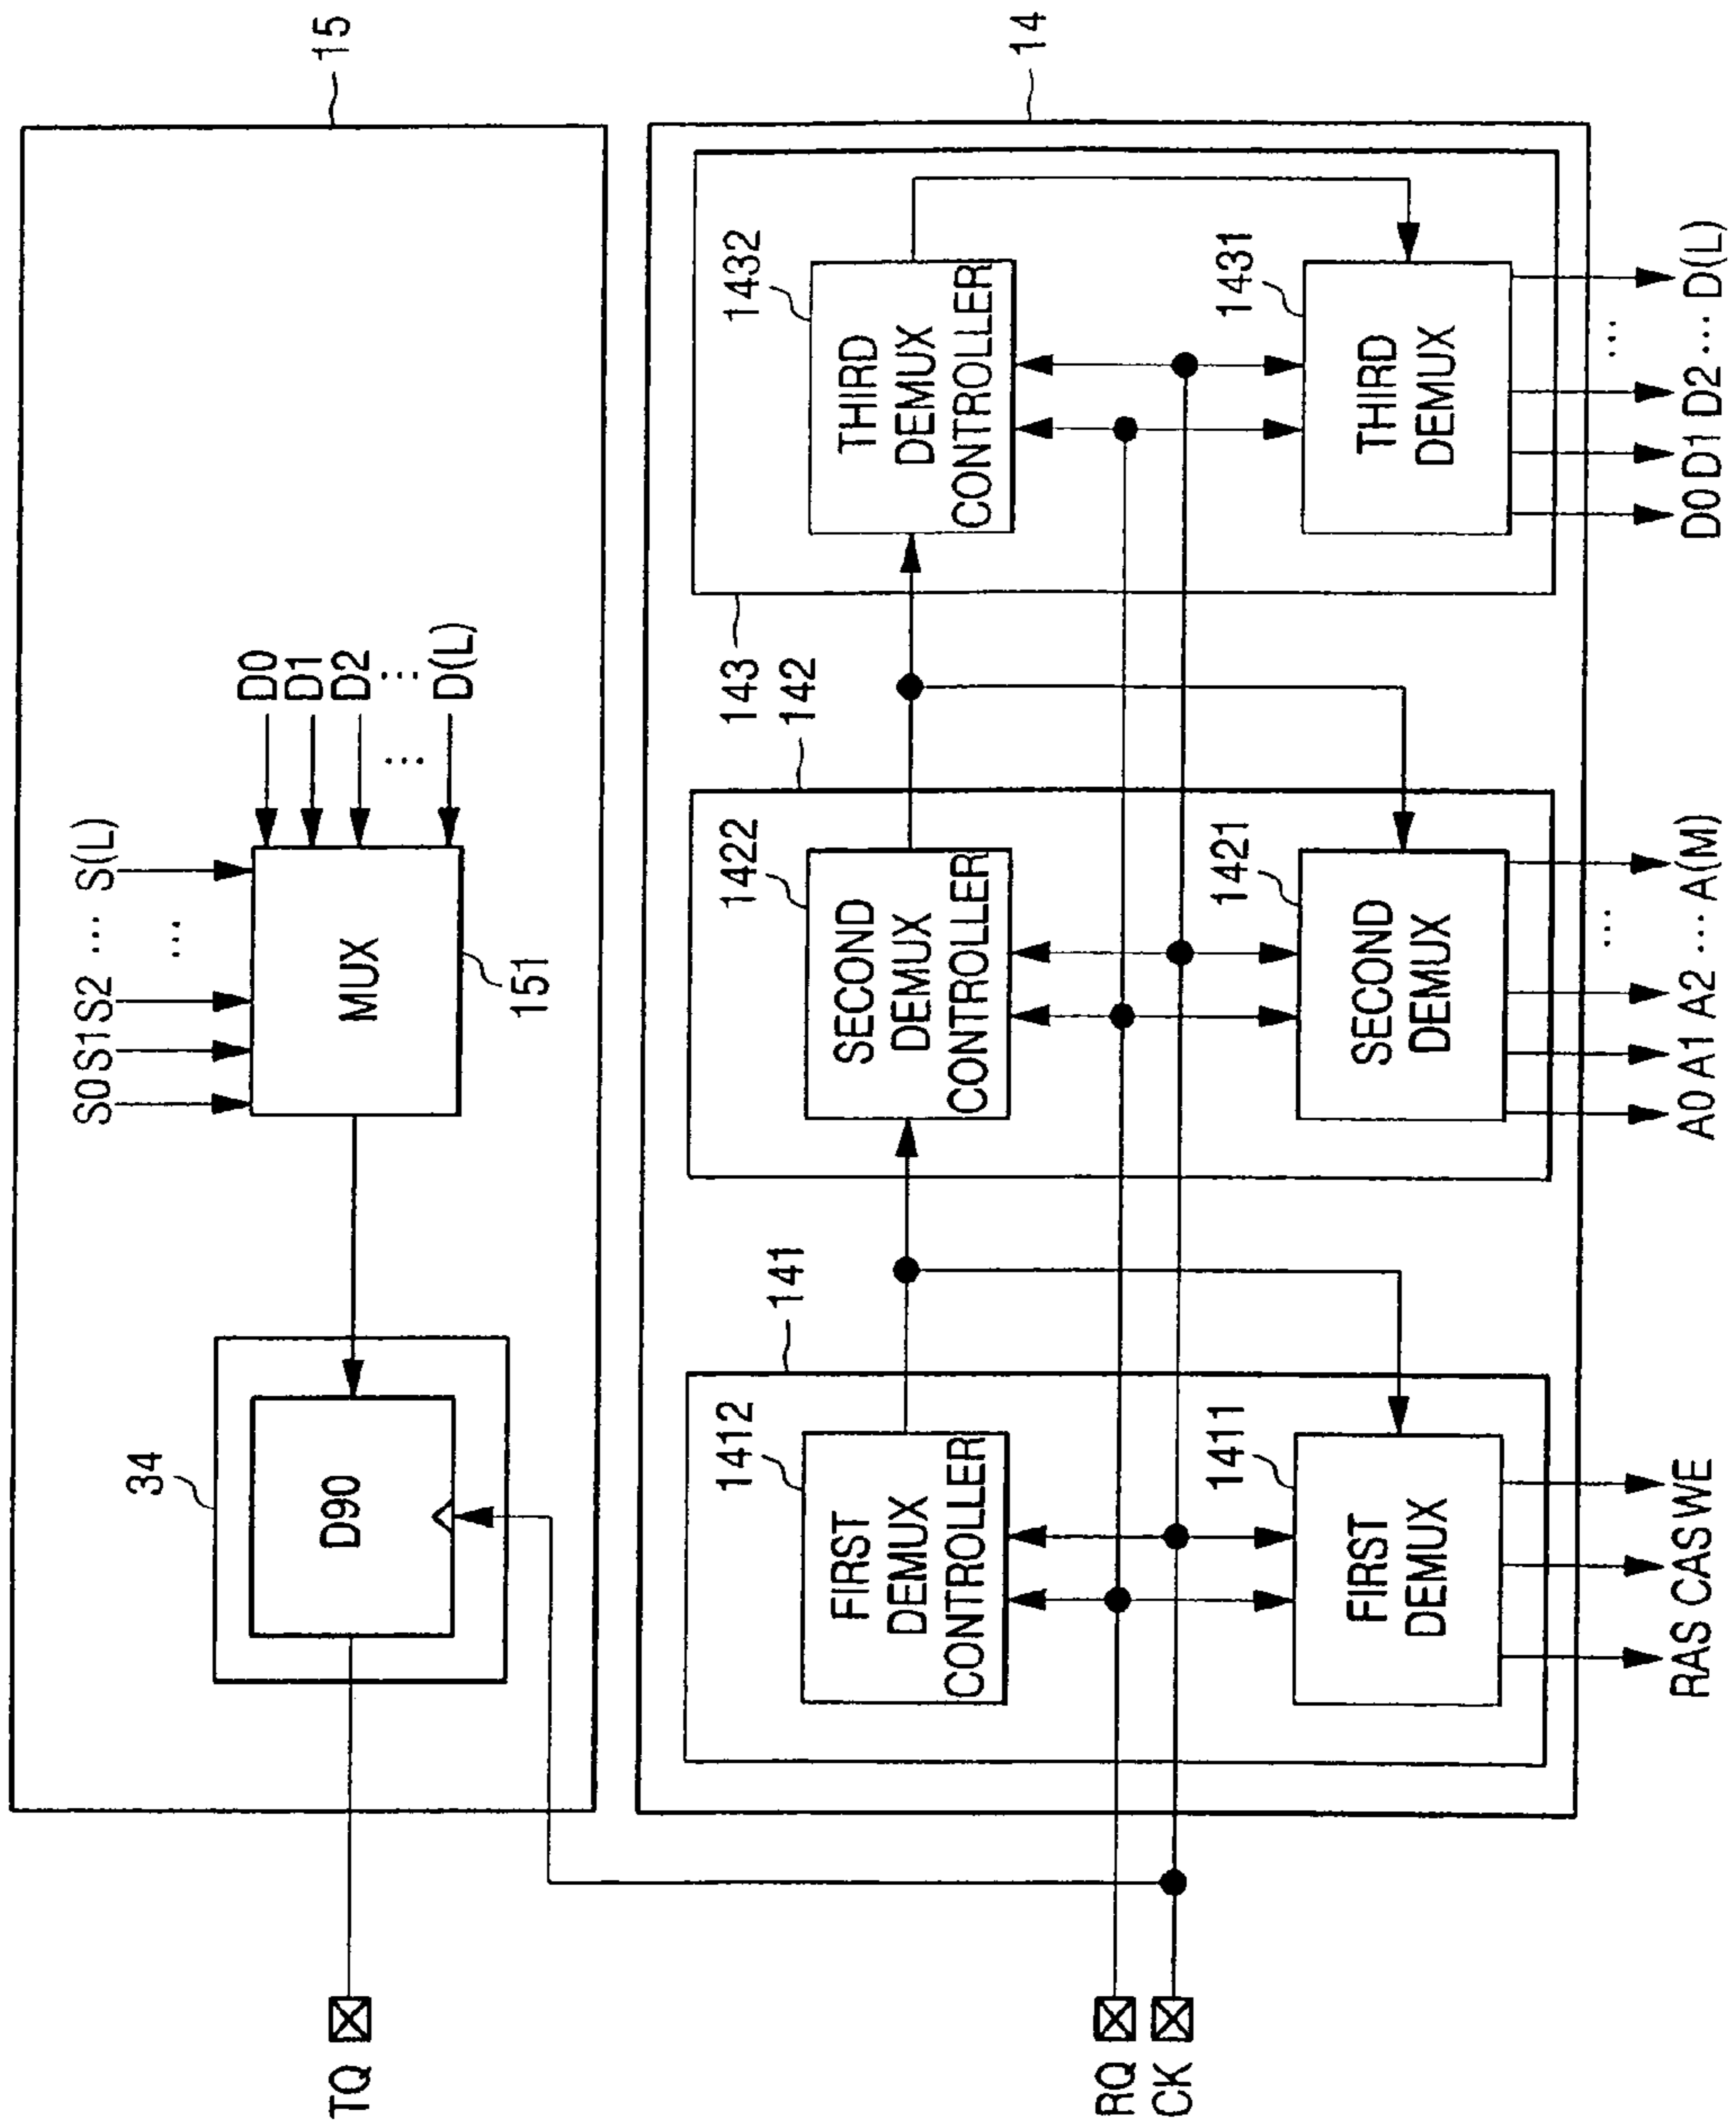 15
S0 S1 S2 ... S(L)
D0
D1
D2
⋮
D(L)
...
⋮
MUX
151
34
D90
TQ
14
141
142
143
1412
FIRST
DEMUX
CONTROLLER
1422
SECOND
DEMUX
CONTROLLER
1432
THIRD
DEMUX
CONTROLLER
RQ
CK
1411
FIRST
DEMUX
1421
SECOND
DEMUX
1431
THIRD
DEMUX
...
...
RAS CAS WE
A0 A1 A2 ... A(M)
D0 D1 D2 ... D(L)